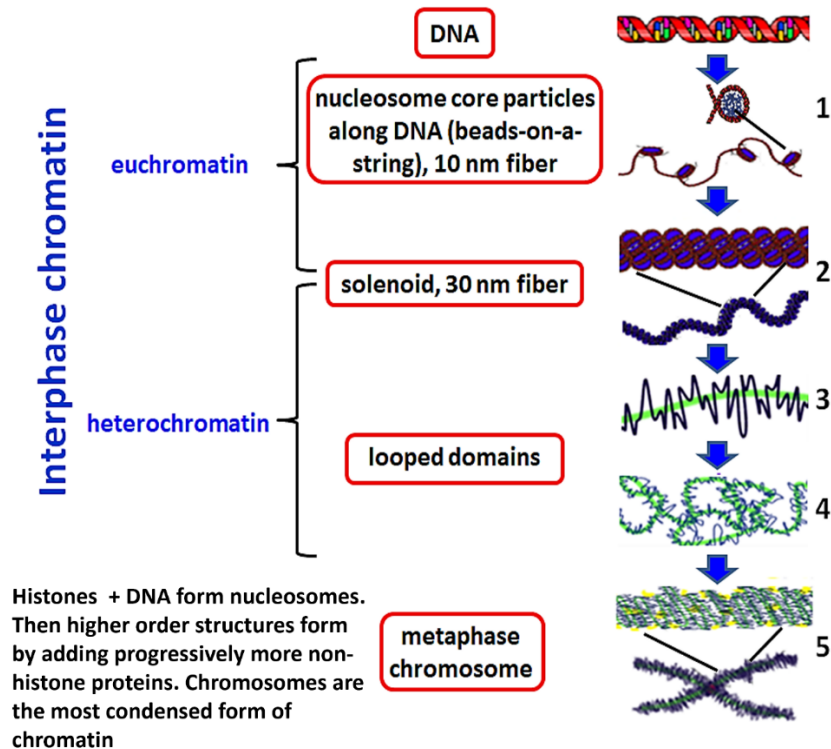 DNA
nucleosome core particles
along DNA (beads-on-a-
string), 10 nm fiber
1
euchromatin
Interphase chromatin
solenoid, 30 nm fiber
2
3
heterochromatin
looped domains
4
Histones + DNA form nucleosomes.
Then higher order structures form
by adding progressively more non-
histone proteins. Chromosomes are
the most condensed form of
chromatin
metaphase
chromosome
5